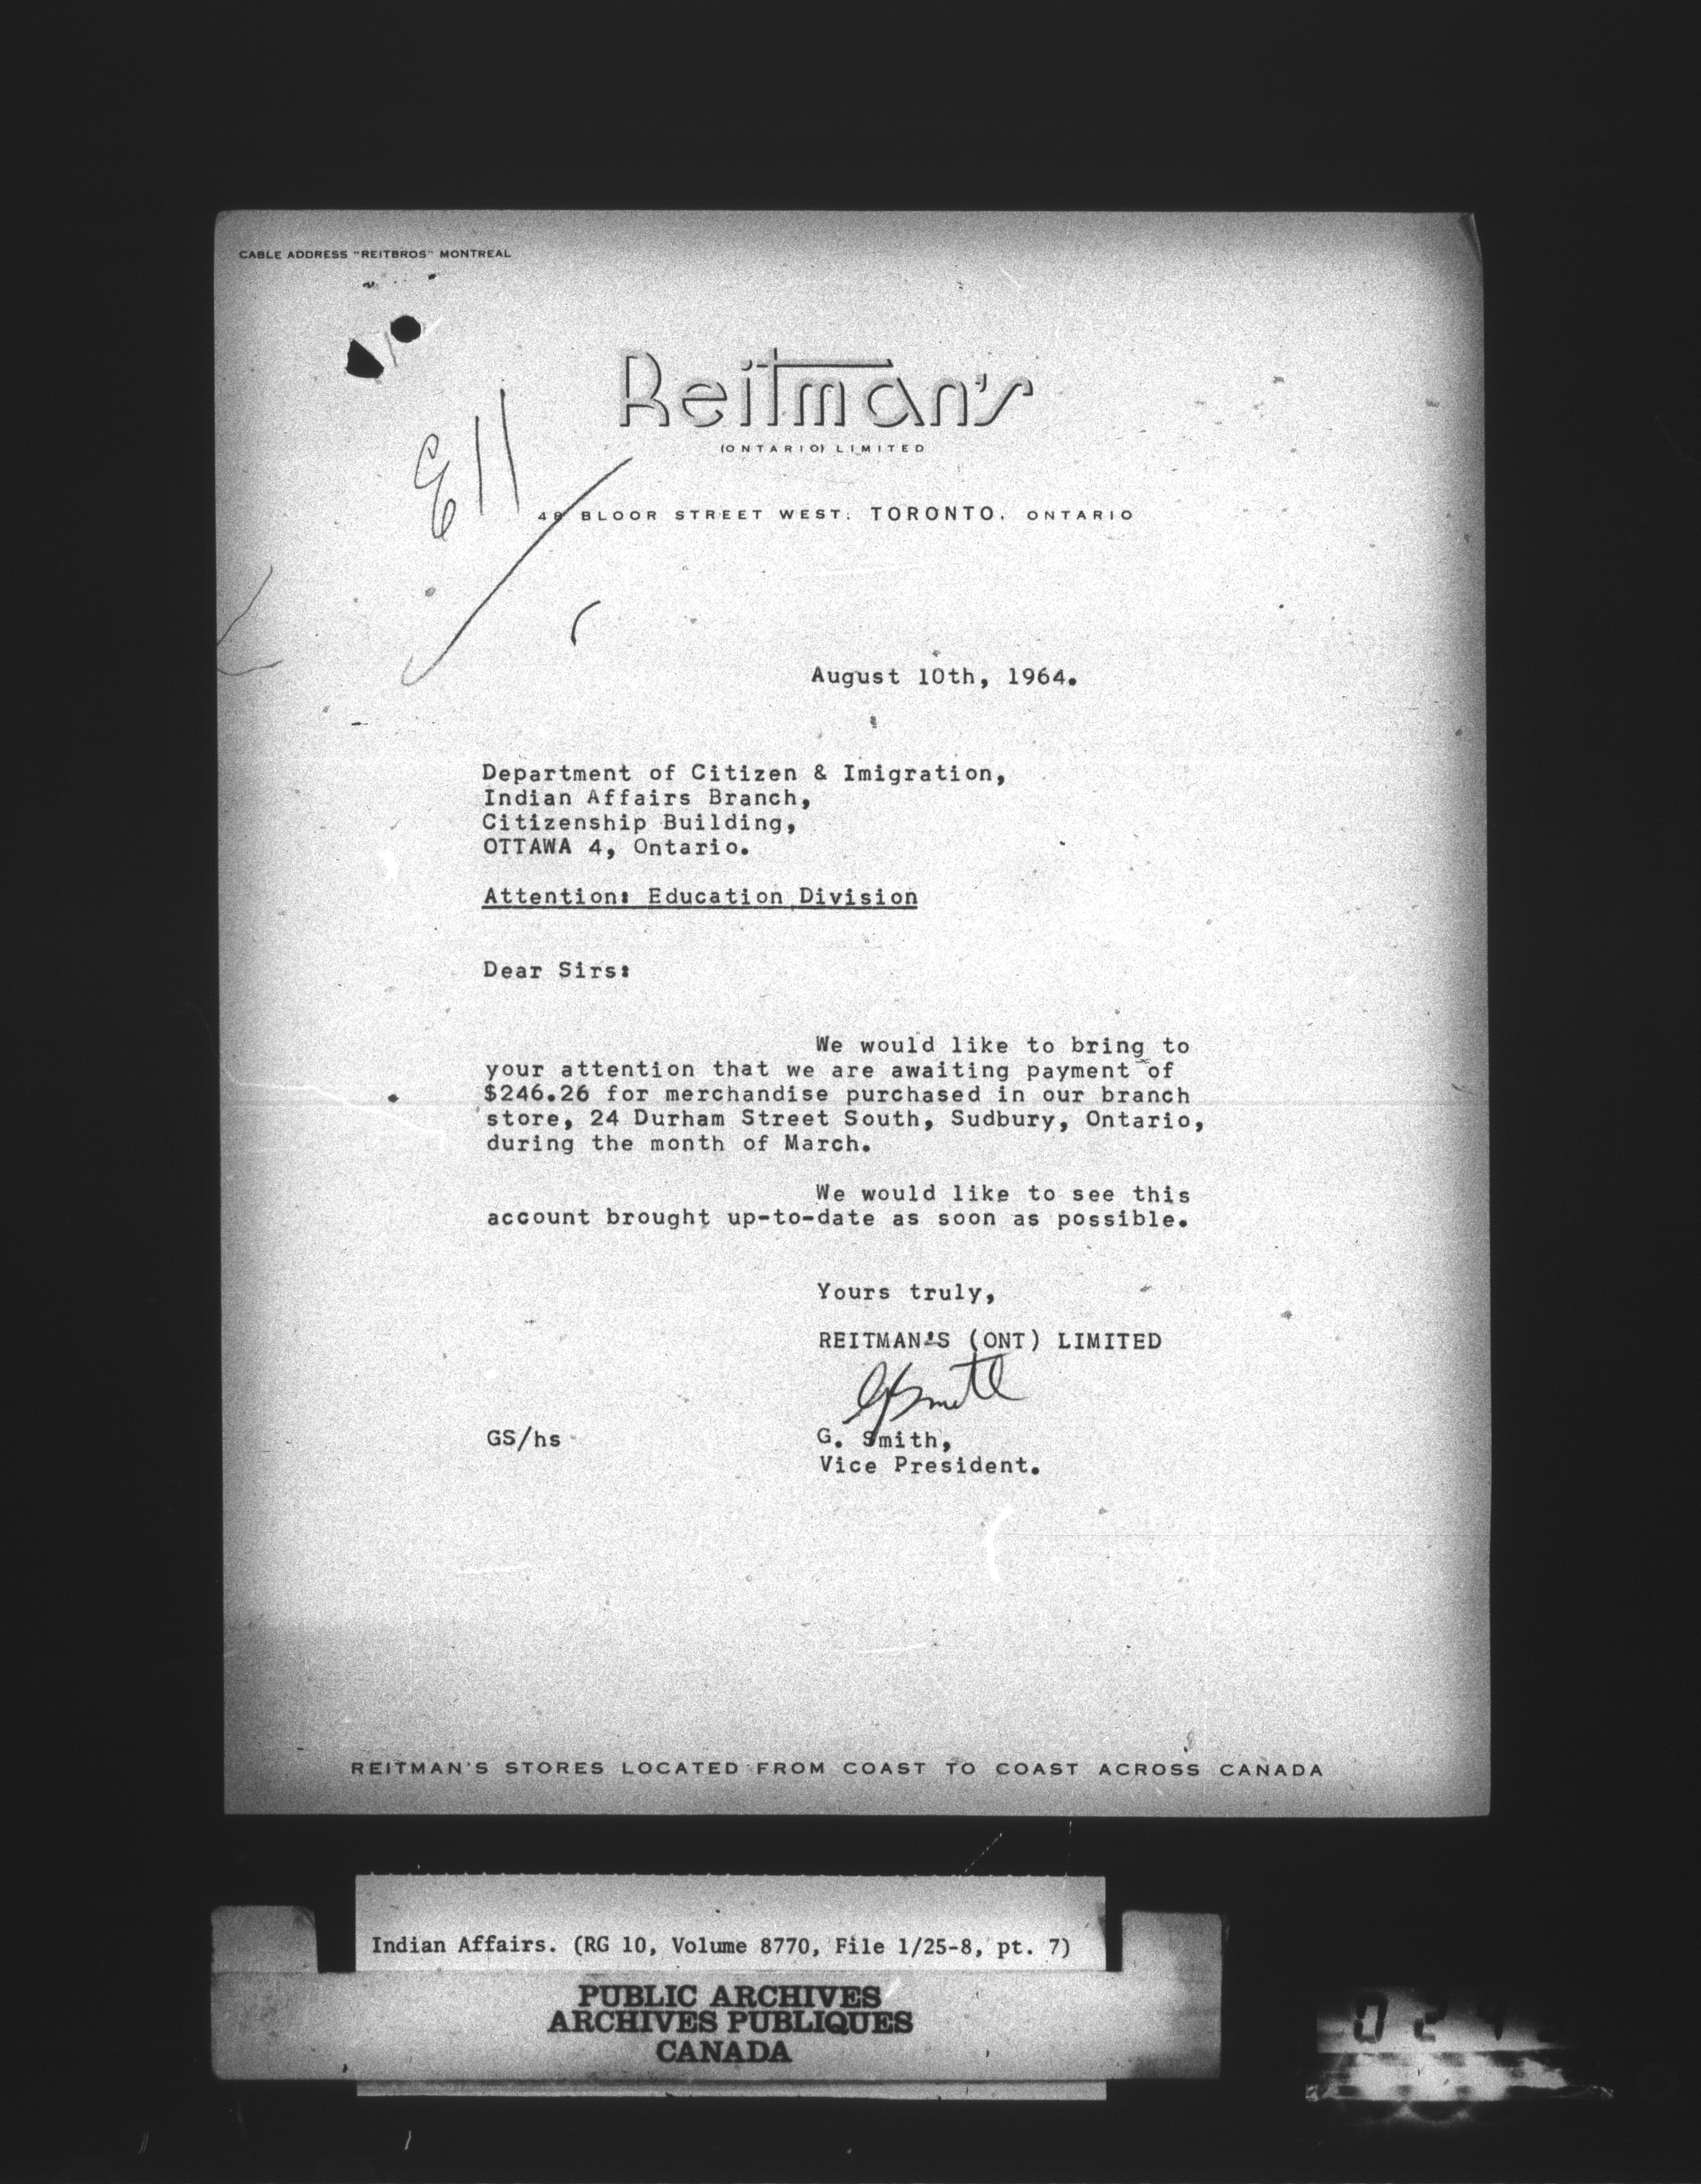 CABLE ADDRESS "REITBROS" MONTREAL
Reitman's
(ONTARIO) LIMITED
E11
BLOOR STREET WEST, TORONTO, ONTARIO
August 10th, 1964.
Department of Citizen & Imigration,
Indian Affairs Branch,
Citizenship Building,
OTTAWA 4, Ontario.
Attention: Education Division
Dear Sirs:
We would like to bring to
your attention that we are awaiting payment of
$246.26 for merchandise purchased in our branch
store, 24 Durham Street South, Sudbury, Ontario,
during the month of March.
We would like to see this
account brought up-to-date as soon as possible.
Yours truly,
REITMAN'S (ONT) LIMITED
GSmith
GS/hs
G. Smith,
Vice President.
REITMAN'S STORES LOCATED FROM COAST TO COAST ACROSS CANADA
Indian Affairs. (RG 10, Volume 8770, File 1/25-8, pt. 7)
PUBLIC ARCHIVES
ARCHIVES PUBLIQUES
CANADA